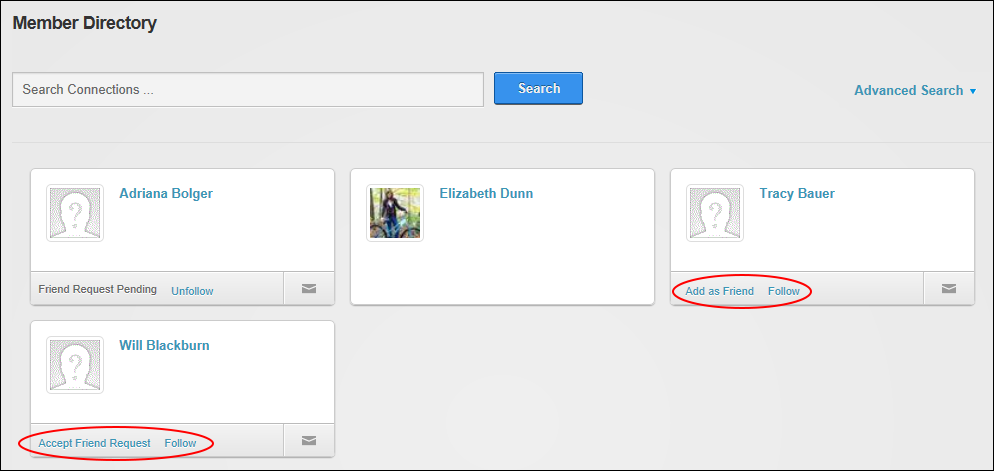 Member Directory
Search Connections ...
Search
Advanced Search
Adriana Bolger
Friend Request Pending Unfollow
Elizabeth Dunn
Tracy Bauer
Add as Friend Follow
Will Blackburn
Accept Friend Request Follow